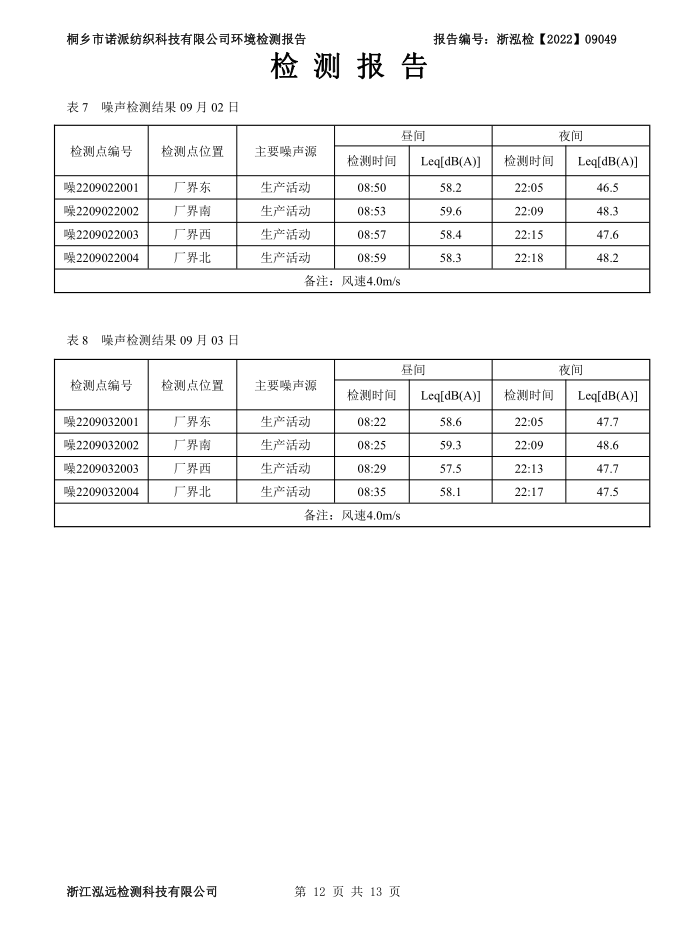 桐乡市诺派纺织科技有限公司环境检测报告 报告编号：浙泓检【2022】09049
检 测 报 告
表 7 噪声检测结果 09 月 02 日
检测点编号 检测点位置 主要噪声源 昼间 夜间
检测时间 Leq[dB(A)] 检测时间 Leq[dB(A)]
噪2209022001 厂界东 生产活动 08:50 58.2 22:05 46.5
噪2209022002 厂界南 生产活动 08:53 59.6 22:09 48.3
噪2209022003 厂界西 生产活动 08:57 58.4 22:15 47.6
噪2209022004 厂界北 生产活动 08:59 58.3 22:18 48.2
备注：风速4.0m/s
表 8 噪声检测结果 09 月 03 日
检测点编号 检测点位置 主要噪声源 昼间 夜间
检测时间 Leq[dB(A)] 检测时间 Leq[dB(A)]
噪2209032001 厂界东 生产活动 08:22 58.6 22:05 47.7
噪2209032002 厂界南 生产活动 08:25 59.3 22:09 48.6
噪2209032003 厂界西 生产活动 08:29 57.5 22:13 47.7
噪2209032004 厂界北 生产活动 08:35 58.1 22:17 47.5
备注：风速4.0m/s
浙江泓远检测科技有限公司 第 12 页 共 13 页